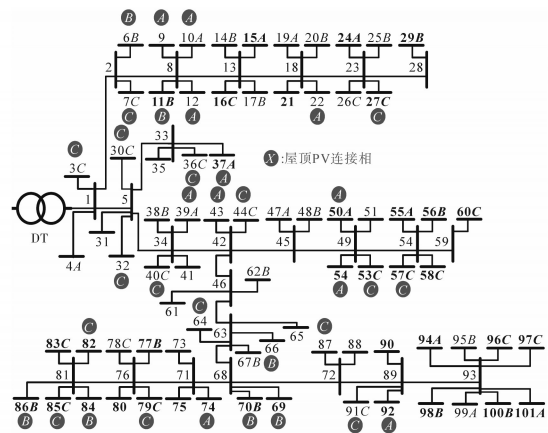 B A A
6B 9 10A 14B 15A 19A 20B 24A 25B 29B
2 8 13 18 23 28
7C 11B 12 16C 17B 21 22 26C 27C
C B A A C
C
30C 33
C
3C 35 36C 37A
C A
X:屋顶PV连接相
1 5
DT
4A 31 32
C
A A C A
38B 39A 43 44C 47A 48B 50A 51 55A 56B 60C
34 42 45 49 54 59
40C 41 54 53C 57C 58C
C A C C
46
62B
61
C
64 65 C
63 66
67B B
C C
83C 82 78C 77B 73 87 88 90 94A 95B 96C 97C
81 76 71 68 72 89 93
86B 85C 84 80 79C 75 74 70B 69 91C 92 98B 99A 100B 101A
B C B C A B B C A